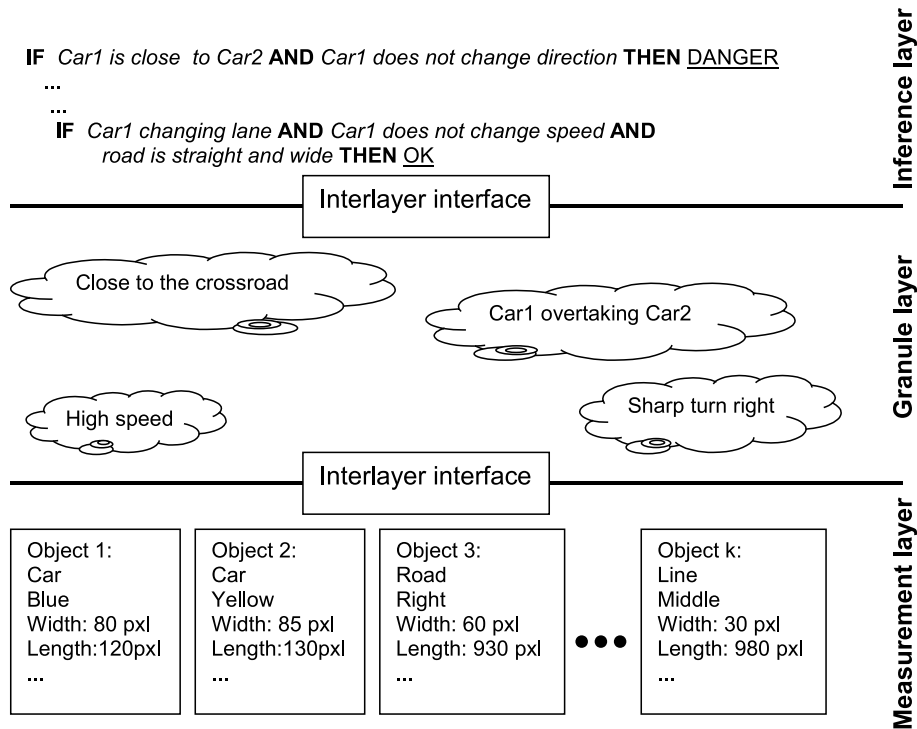 IF Car1 is close to Car2 AND Car1 does not change direction THEN DANGER
...
...
IF Car1 changing lane AND Car1 does not change speed AND
road is straight and wide THEN OK
Inference layer
Interlayer interface
Close to the crossroad
Car1 overtaking Car2
High speed
Sharp turn right
Granule layer
Interlayer interface
Object 1:
Car
Blue
Width: 80 pxl
Length:120pxl
...
Object 2:
Car
Yellow
Width: 85 pxl
Length:130pxl
...
Object 3:
Road
Right
Width: 60 pxl
Length: 930 pxl
...
●●●
Object k:
Line
Middle
Width: 30 pxl
Length: 980 pxl
...
Measurement layer